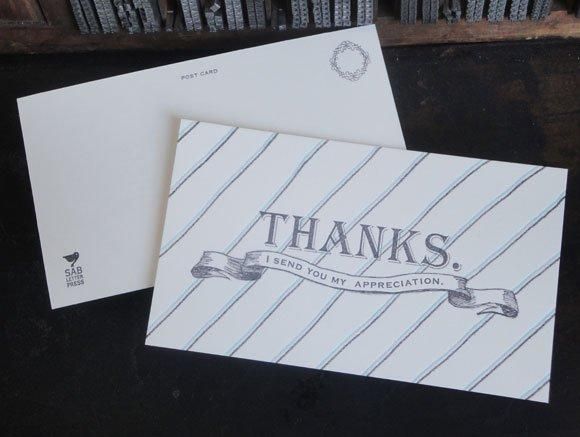 POST CARD
SAB
LETTER
PRESS
THANKS.
I SEND YOU MY APPRECIATION.